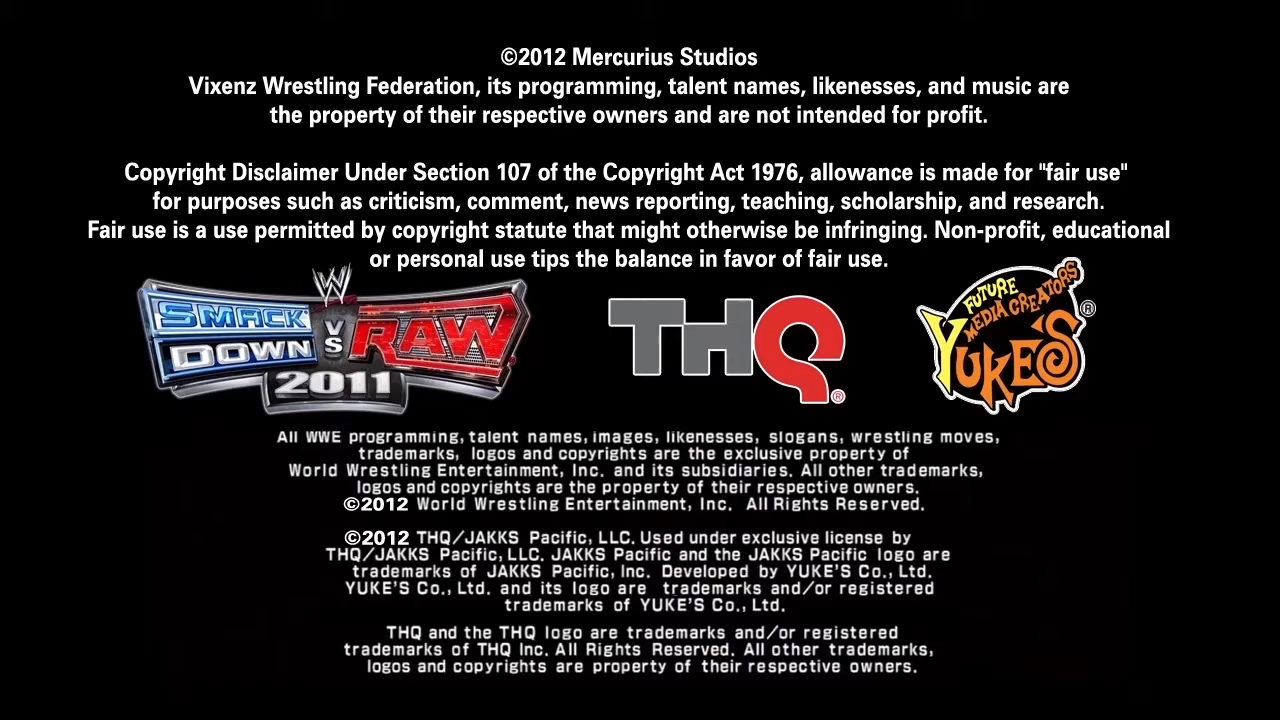 ©2012 Mercurius Studios
Vixenz Wrestling Federation, its programming, talent names, likenesses, and music are
the property of their respective owners and are not intended for profit.
Copyright Disclaimer Under Section 107 of the Copyright Act 1976, allowance is made for "fair use"
for purposes such as criticism, comment, news reporting, teaching, scholarship, and research.
Fair use is a use permitted by copyright statute that might otherwise be infringing. Non-profit, educational
or personal use tips the balance in favor of fair use.
W
SMACK
DOWN
VS
RAW
2011
THQ®
FUTURE
MEDIA CREATORS
YUKE'S®
All WWE programming, talent names, images, likenesses, slogans, wrestling moves,
trademarks, logos and copyrights are the exclusive property of
World Wrestling Entertainment, Inc. and its subsidiaries. All other trademarks,
logos and copyrights are the property of their respective owners.
©2012 World Wrestling Entertainment, Inc. All Rights Reserved.
©2012 THQ/JAKKS Pacific, LLC. Used under exclusive license by
THQ/JAKKS Pacific, LLC. JAKKS Pacific and the JAKKS Pacific logo are
trademarks of JAKKS Pacific, Inc. Developed by YUKE'S Co., Ltd.
YUKE'S Co., Ltd. and its logo are trademarks and/or registered
trademarks of YUKE'S Co., Ltd.
THQ and the THQ logo are trademarks and/or registered
trademarks of THQ Inc. All Rights Reserved. All other trademarks,
logos and copyrights are property of their respective owners.